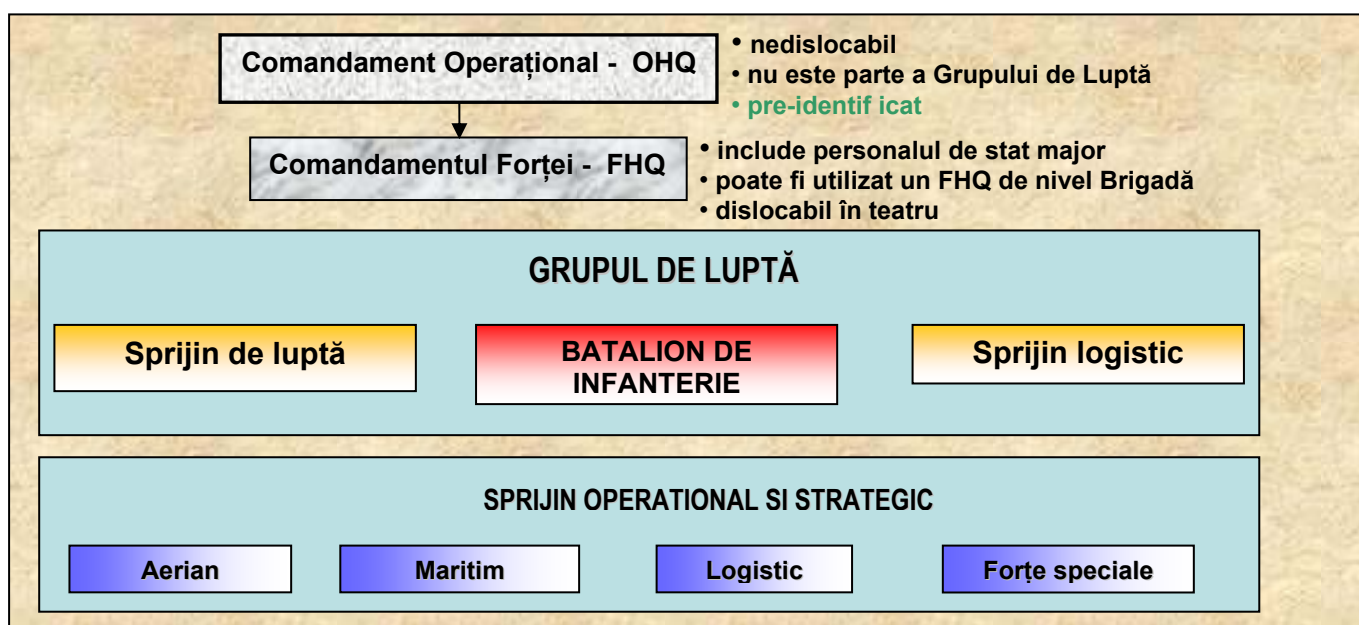 Comandament Operațional - OHQ
• nedislocabil
• nu este parte a Grupului de Luptă
• pre-identif icat
Comandamentul Forței - FHQ
• include personalul de stat major
• poate fi utilizat un FHQ de nivel Brigadă
• dislocabil în teatru
GRUPUL DE LUPTĂ
Sprijin de luptă
BATALION DE
INFANTERIE
Sprijin logistic
SPRIJIN OPERATIONAL SI STRATEGIC
Aerian
Maritim
Logistic
Forțe speciale